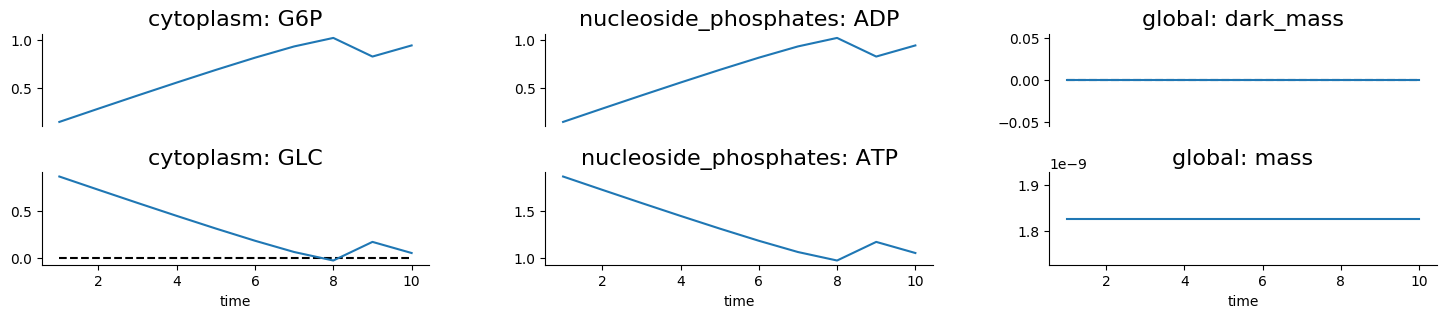 cytoplasm: G6P
1.0
0.5
nucleoside_phosphates: ADP
1.0
0.5
global: dark_mass
0.05
0.00
−0.05
cytoplasm: GLC
0.5
0.0
2 4 6 8 10
time
nucleoside_phosphates: ATP
1.5
1.0
2 4 6 8 10
time
global: mass
1e−9
1.9
1.8
2 4 6 8 10
time